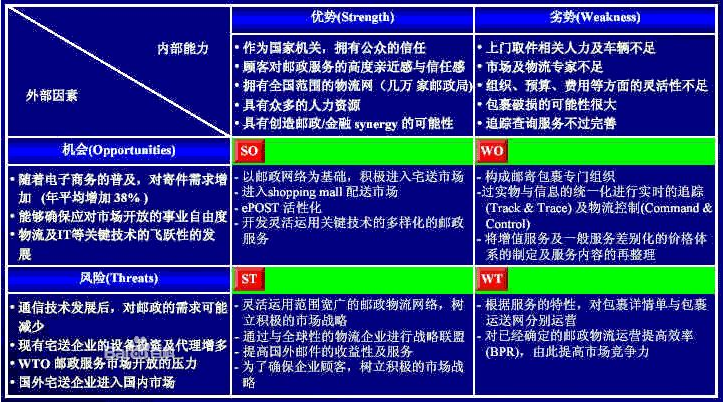 内部能力
外部因素
优势(Strength)
• 作为国家机关，拥有公众的信任
• 顾客对邮政服务的高度亲近感与信任感
• 拥有全国范围的物流网（几万 家邮政局)
• 具有众多的人力资源
• 具有创造邮政/金融 synergy 的可能性
劣势(Weakness)
• 上门取件相关人力及车辆不足
• 市场及物流专家不足
• 组织、预算、费用等方面的灵活性不足
• 包裹破损的可能性很大
• 追踪查询服务不过完善
机会(Opportunities)
• 随着电子商务的普及，对寄件需求增
加 (年平均增加 38% )
• 能够确保应对市场开放的事业自由度
• 物流及IT等关键技术的飞跃性的发
展
SO
- 以邮政网络为基础，积极进入宅送市场
- 进入shopping mall 配送市场
- ePOST 活性化
- 开发灵活运用关键技术的多样化的邮政
服务
WO
- 构成邮寄包裹专门组织
-过实物与信息的统一化进行实时的追踪
(Track & Trace) 及物流控制(Command &
Control)
- 将增值服务及一般服务差别化的价格体
系的制定及服务内容的再整理
风险(Threats)
• 通信技术发展后，对邮政的需求可能
减少
• 现有宅送企业的设备投资及代理增多
• WTO 邮政服务市场开放的压力
• 国外宅送企业进入国内市场
ST
- 灵活运用范围宽广的邮政物流网络，树
立积极的市场战略
- 通过与全球性的物流企业进行战略联盟
- 提高国外邮件的收益性及服务
- 为了确保企业顾客，树立积极的市场战
略
WT
- 根据服务的特性，对包裹详情单与包裹
运送网分别运营
- 对已经确定的邮政物流运营提高效率
(BPR)，由此提高市场竞争力